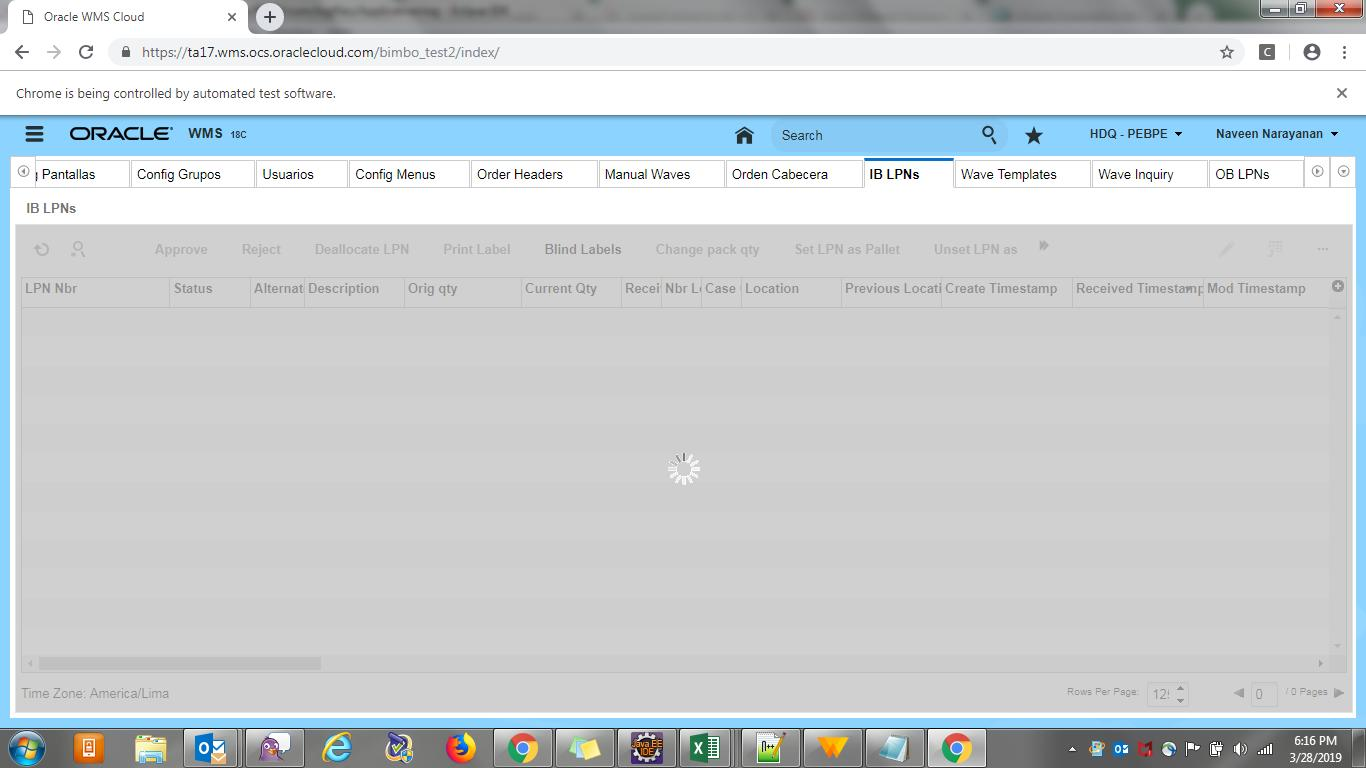 Oracle WMS Cloud
https://ta17.wms.ocs.oraclecloud.com/bimbo_test2/index/
Chrome is being controlled by automated test software.
ORACLE WMS 18C Search HDQ - PEBPE Naveen Narayanan
Pantallas Config Grupos Usuarios Config Menus Order Headers Manual Waves Orden Cabecera IB LPNs Wave Templates Wave Inquiry OB LPNs
IB LPNs
Approve Reject Deallocate LPN Print Label Blind Labels Change pack qty Set LPN as Pallet Unset LPN as
LPN Nbr Status Alternat Description Orig qty Current Qty Recei Nbr L Case Location Previous Locati Create Timestamp Received Timestamp Mod Timestamp
Time Zone: America/Lima Rows Per Page: 125 0 / 0 Pages
Java EE IDE
6:16 PM
3/28/2019